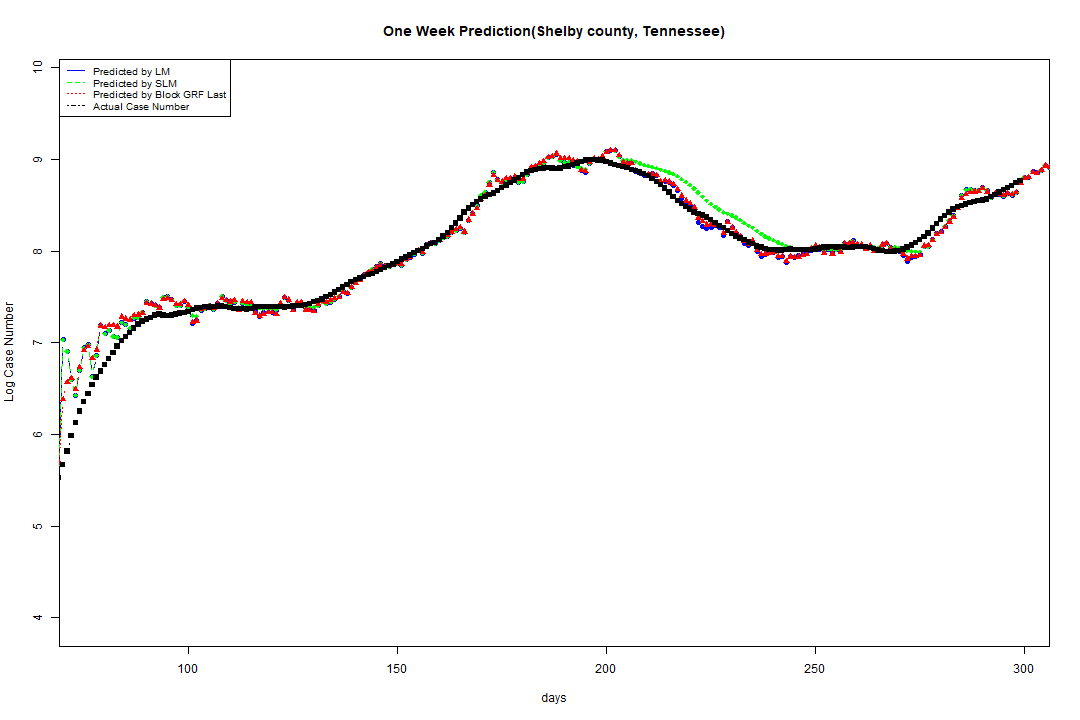 One Week Prediction(Shelby county, Tennessee)
Predicted by LM
Predicted by SLM
Predicted by Block GRF Last
Actual Case Number
10
9
8
7
6
5
4
Log Case Number
100 150 200 250 300
days